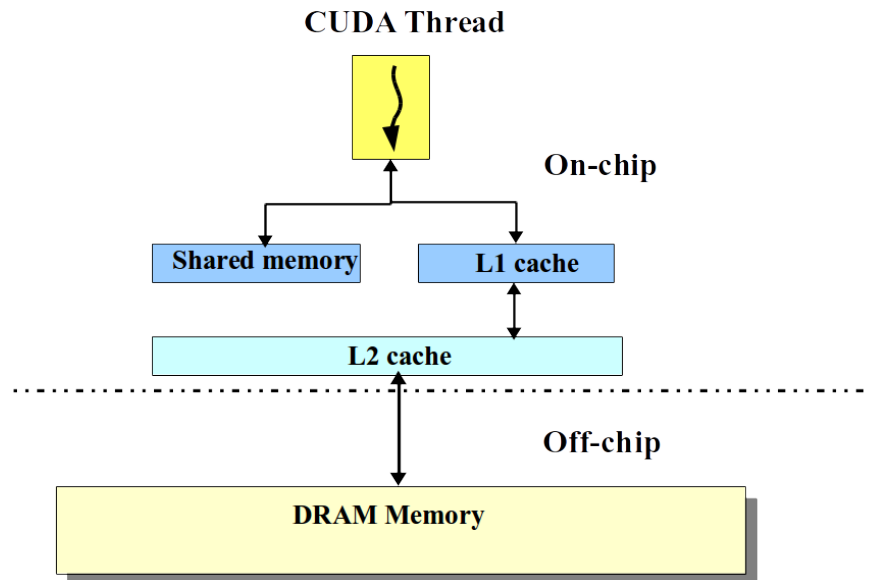 CUDA Thread
On-chip
Shared memory
L1 cache
L2 cache
Off-chip
DRAM Memory